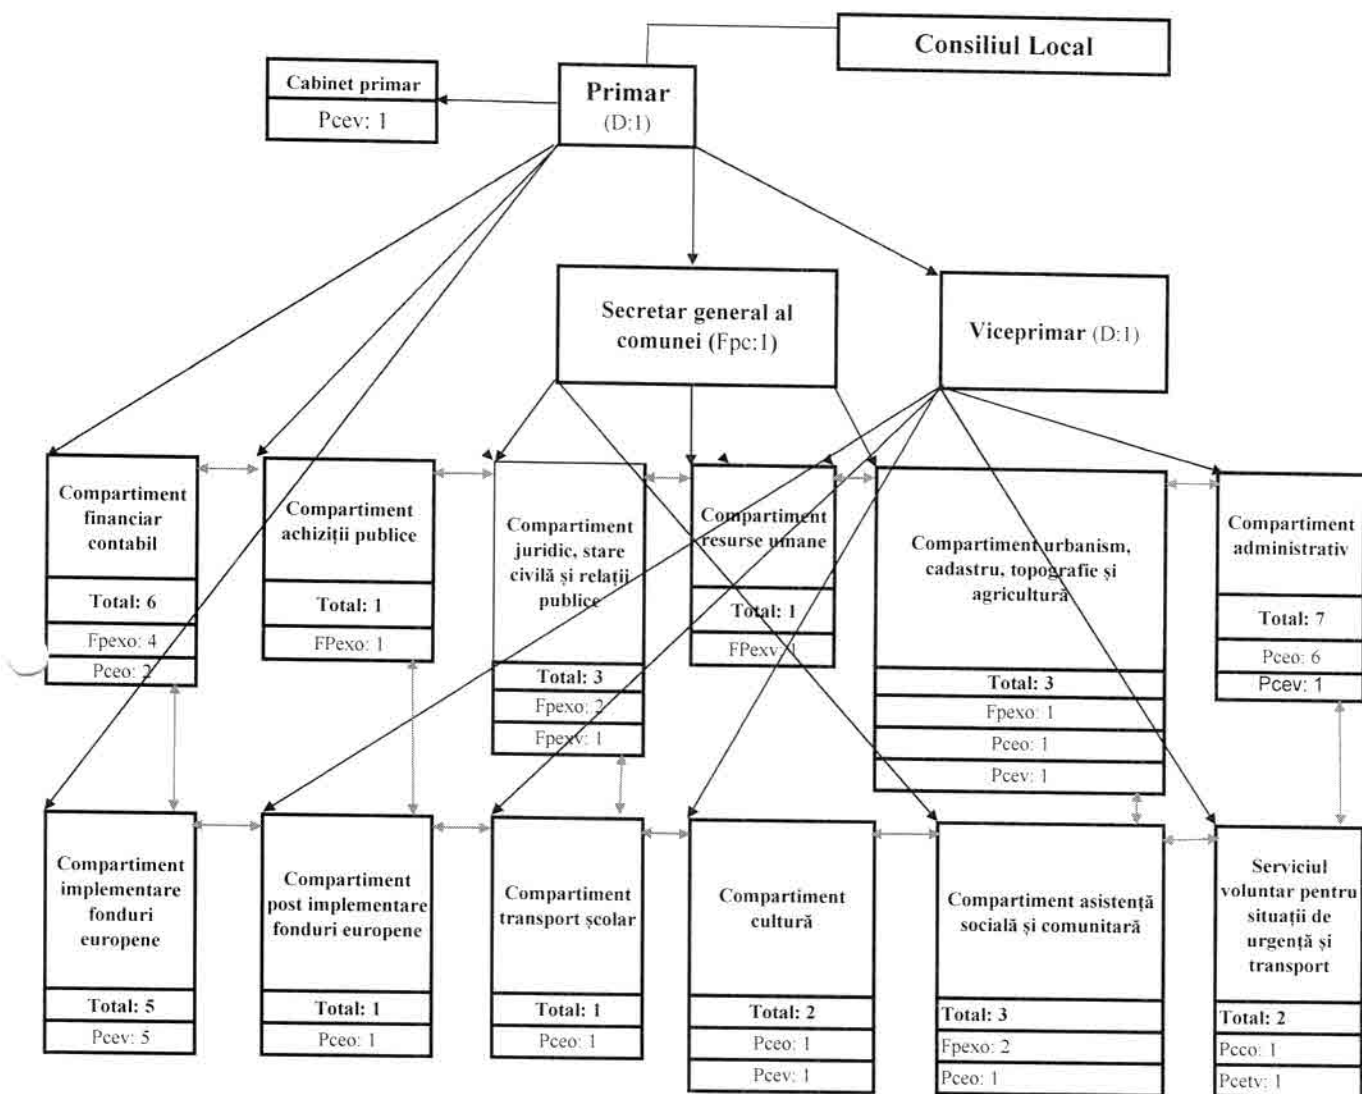 Consiliul Local
Cabinet primar
Pcev: 1
Primar
(D:1)
Secretar general al
comunei (Fpc:1)
Viceprimar (D:1)
Compartiment
financiar
contabil
Total: 6
Fpexo: 4
Pceo: 2
Compartiment
achiziții publice
Total: 1
FPexo: 1
Compartiment
juridic, stare
civilă și relații
publice
Total: 3
Fpexo: 2
Fpexv: 1
Compartiment
resurse umane
Total: 1
FPexv: 1
Compartiment urbanism,
cadastru, topografie și
agricultură
Total: 3
Fpexo: 1
Pceo: 1
Pcev: 1
Compartiment
administrativ
Total: 7
Pceo: 6
Pcev: 1
Compartiment
implementare
fonduri
europene
Total: 5
Pcev: 5
Compartiment
post implementare
fonduri europene
Total: 1
Pceo: 1
Compartiment
transport școlar
Total: 1
Pceo: 1
Compartiment
cultură
Total: 2
Pceo: 1
Pcev: 1
Compartiment asistență
socială și comunitară
Total: 3
Fpexo: 2
Pceo: 1
Serviciul
voluntar pentru
situații de
urgență și
transport
Total: 2
Pcco: 1
Pcetv: 1